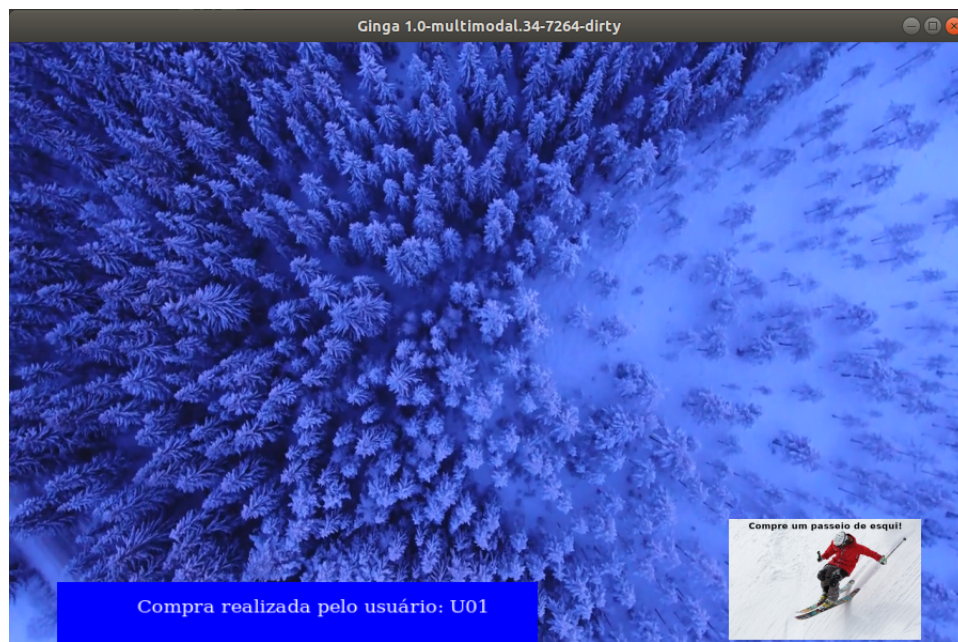 Ginga 1.0-multimodal.34-7264-dirty
Compre um passeio de esqui!
Compra realizada pelo usuário: U01